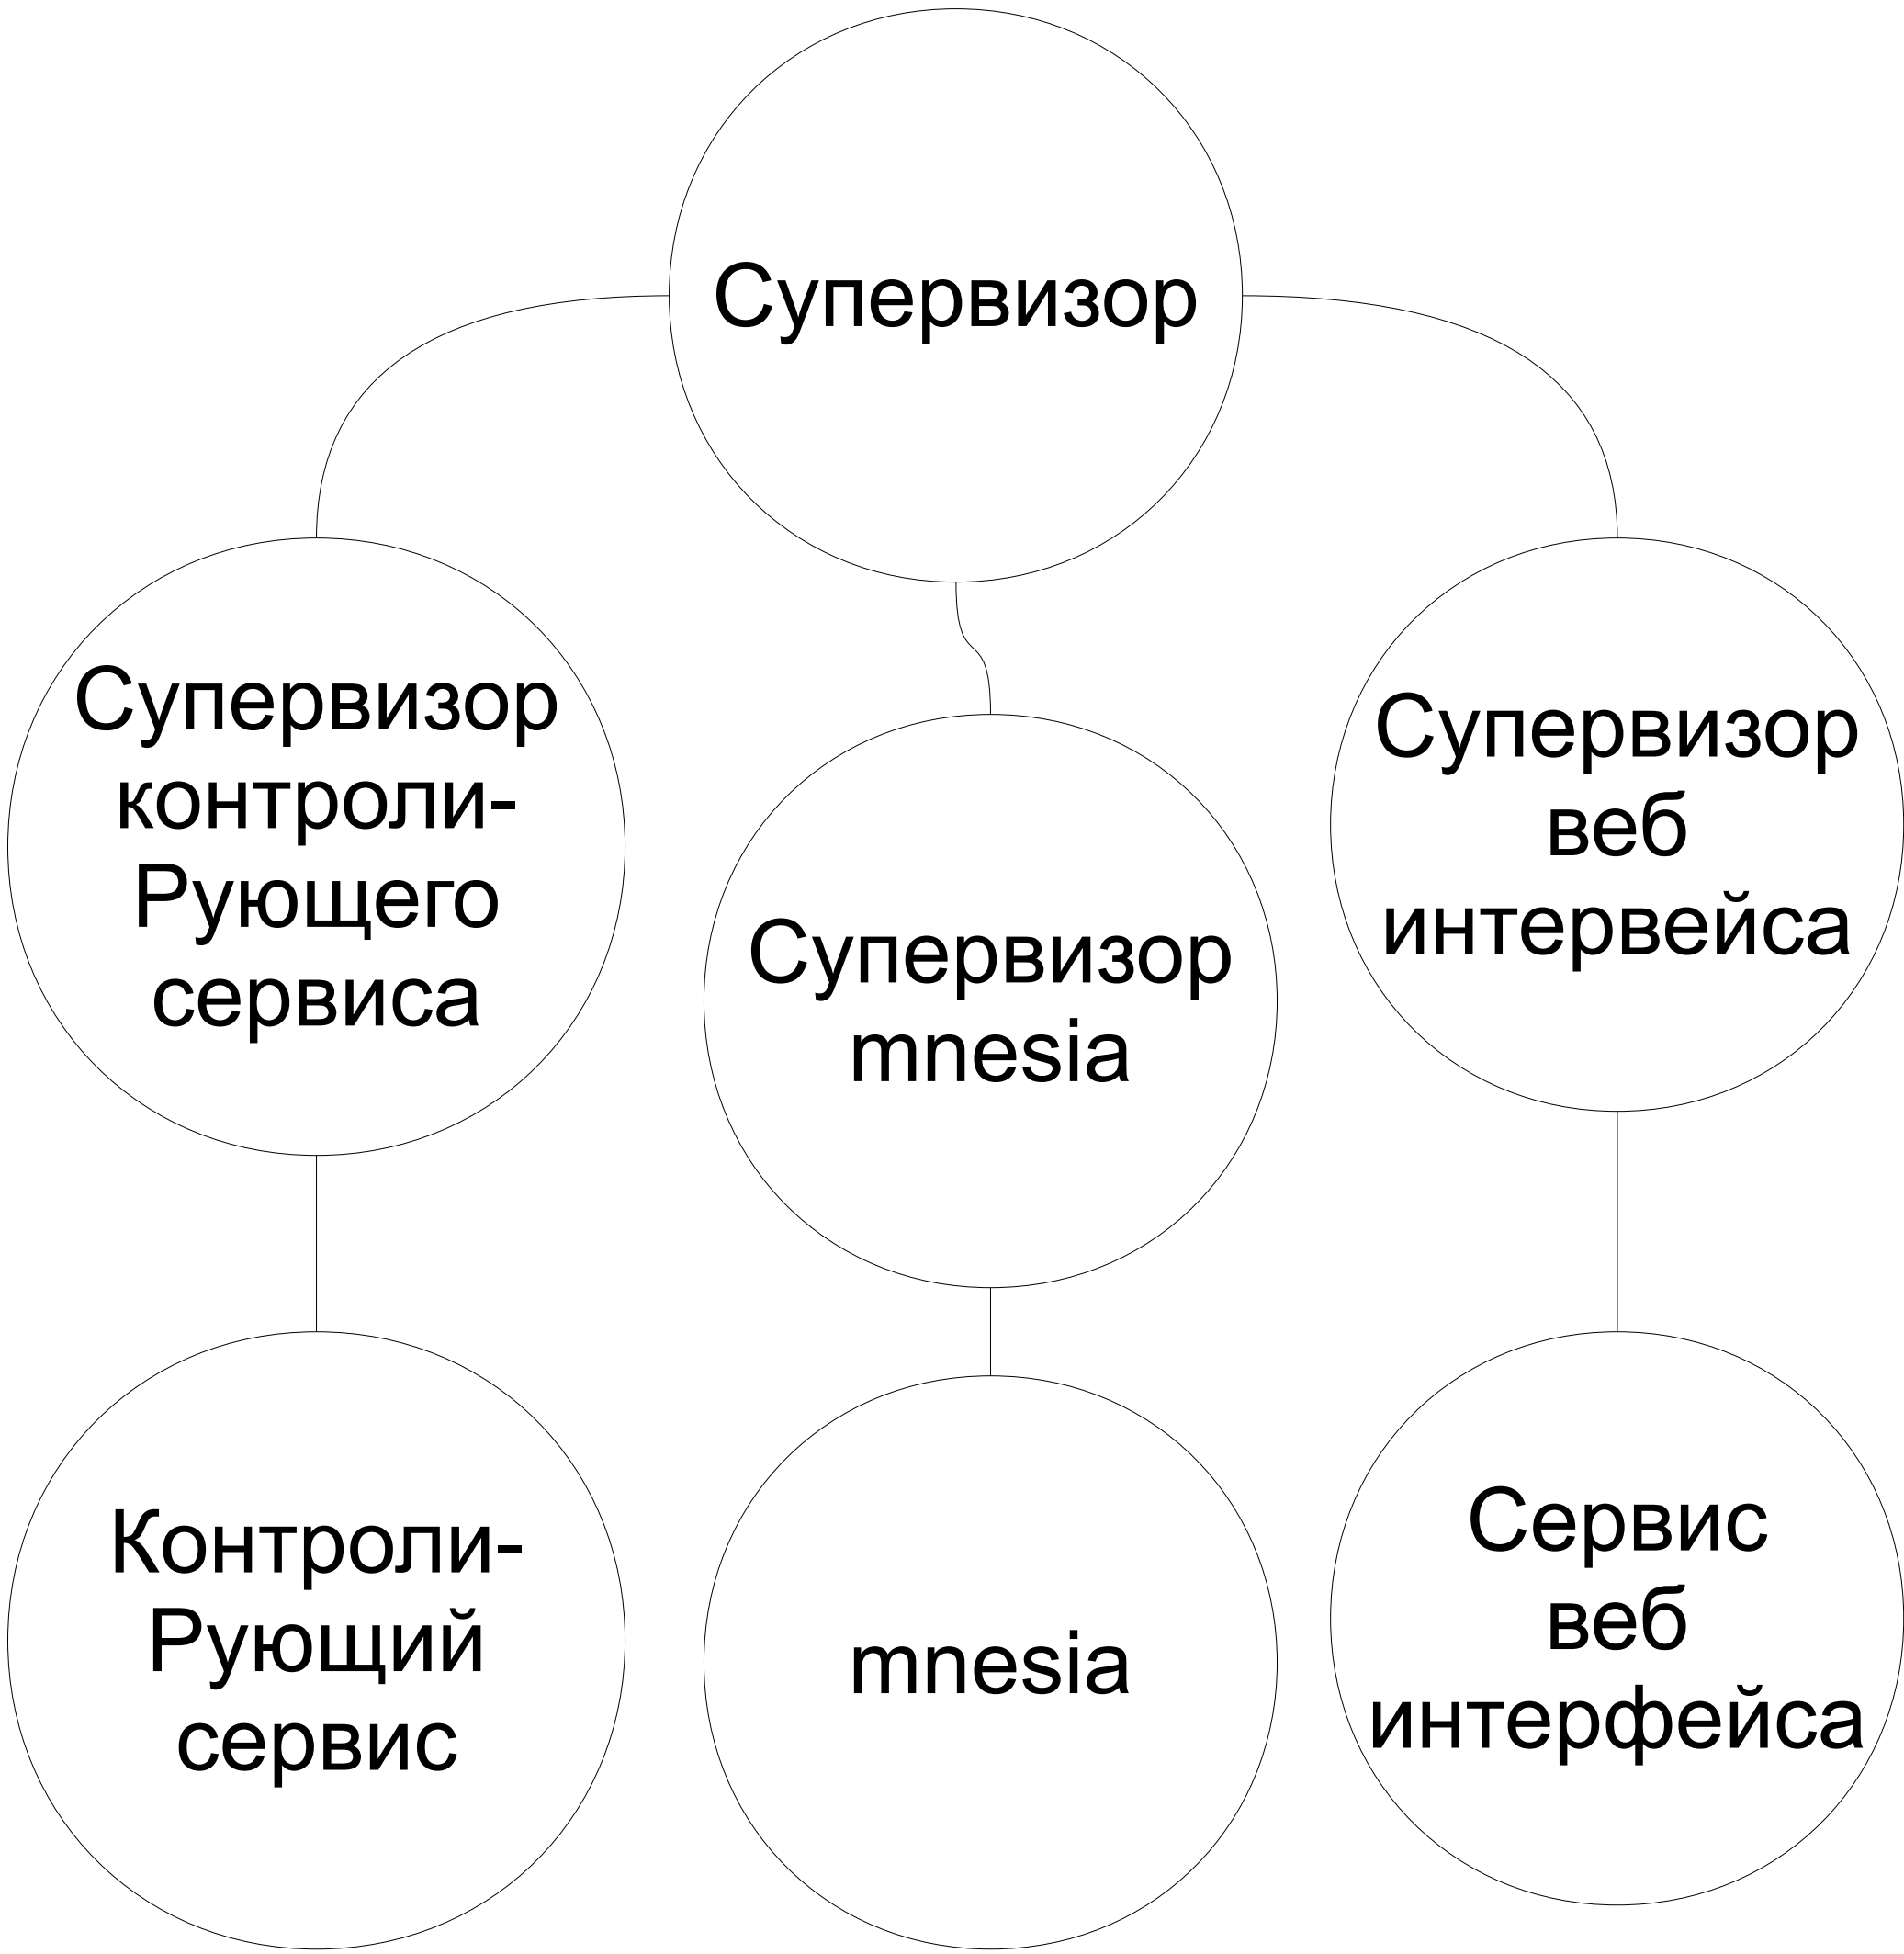 Супервизор
Супервизор
контроли-
Рующего
сервиса
Супервизор
mnesia
Супервизор
веб
интервейса
Контроли-
Рующий
сервис
mnesia
Сервис
веб
интерфейса